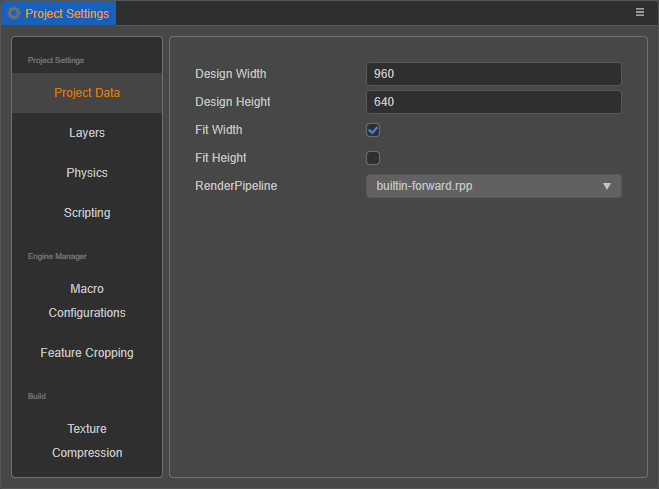 Project Settings
Project Settings
Project Data
Layers
Physics
Scripting
Engine Manager
Macro
Configurations
Feature Cropping
Build
Texture
Compression
Design Width
960
Design Height
640
Fit Width
Fit Height
RenderPipeline
builtin-forward.rpp